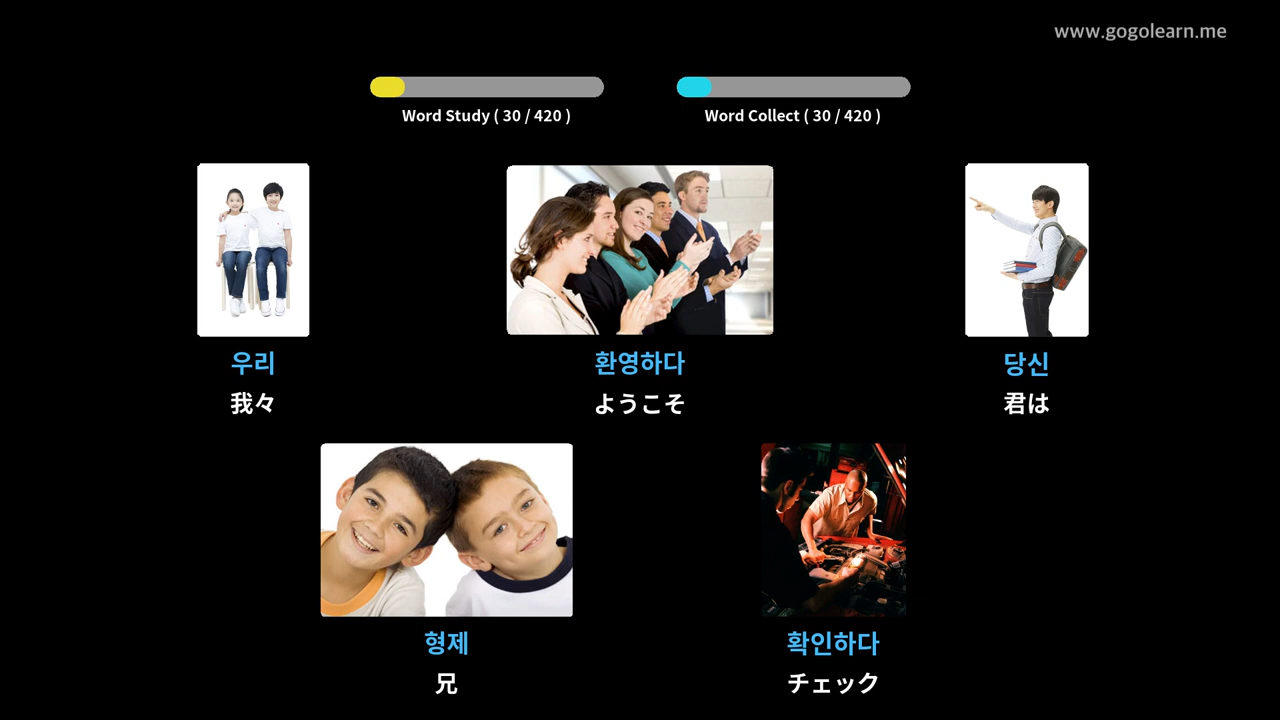 www.gogolearn.me
Word Study ( 30 / 420 )
Word Collect ( 30 / 420 )
우리
我々
환영하다
ようこそ
당신
君は
형제
兄
확인하다
チェック